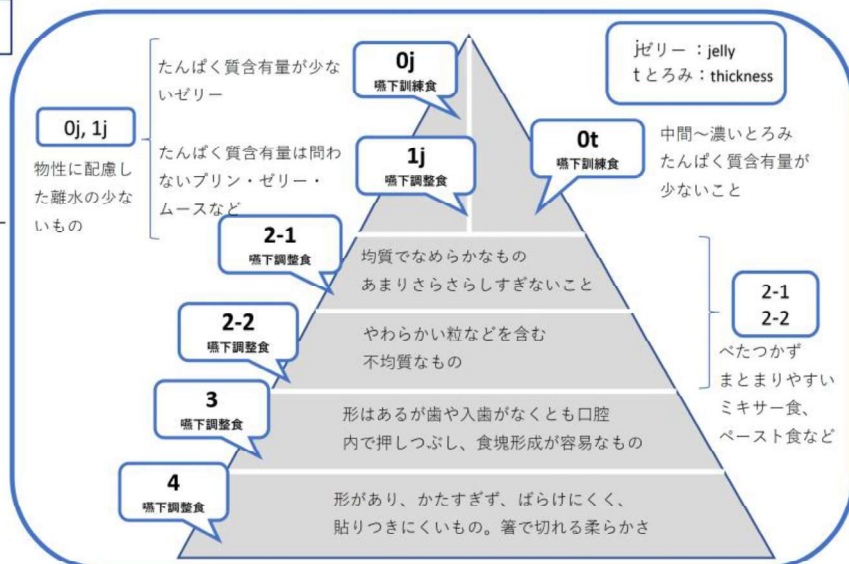 jゼリー：jelly
tとろみ：thickness
0j
嚥下訓練食
たんぱく質含有量が少な
いゼリー
0j, 1j
物性に配慮し
た離水の少な
いもの
1j
嚥下調整食
たんぱく質含有量は問わ
ないプリン・ゼリー・
ムースなど
0t
嚥下訓練食
中間～濃いとろみ
たんぱく質含有量が
少ないこと
2-1
嚥下調整食
均質でなめらかなもの
あまりさらさらしすぎないこと
2-2
嚥下調整食
やわらかい粒などを含む
不均質なもの
2-1
2-2
べたつかず
まとまりやすい
ミキサー食、
ペースト食など
3
嚥下調整食
形はあるが歯や入歯がなくとも口腔
内で押しつぶし、食塊形成が容易なもの
4
嚥下調整食
形があり、かたすぎず、ばらけにくく、
貼りつきにくいもの。箸で切れる柔らかさ